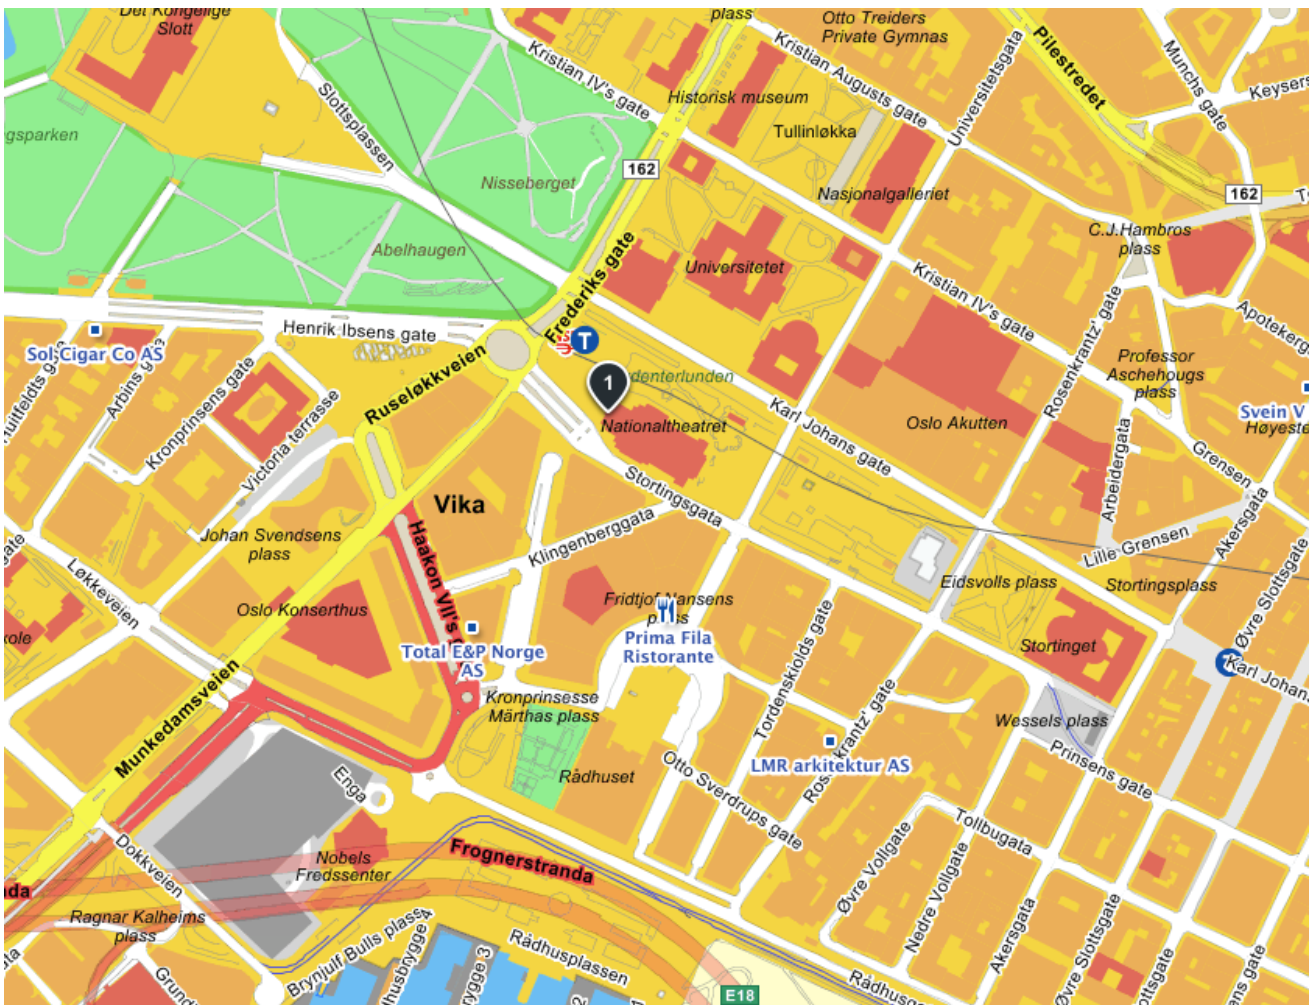 Det Kongelige
Slott
plass
Otto Treiders
Private Gymnas
Pilestredet
Munchs gate
Keysers
Kristian IV's gate
Kristian Augusts gate
Universitetsgata
Slottsplassen
Historisk museum
Tullinløkka
gsparken
162
Nisseberget
Nasjonalgalleriet
162
Abelhaugen
C.J.Hambros
plass
Universitetet
Frederiks gate
Kristian IV's gate
Henrik Ibsens gate
Apotekerg
Sol Cigar Co AS
T
Arbins gate
Kronprinsens gate
Ruseløkkveien
1
denterlunden
Rosenkrantz' gate
Professor
Aschehougs
plass
Victoria terrasse
Nationaltheatret
Karl Johans gate
Oslo Akutten
Svein V
Høyeste
Grensen
Arbeidergata
Vika
Stortingsgata
Akersgata
Johan Svendsens
plass
Haakon VII's
Klingenberggata
Lille Grensen
Øvre Slottsgate
Løkkeveien
Eidsvolls plass
Stortingsplass
Oslo Konserthus
Fridtjof Nansens
plass
Prima Fila
Ristorante
Total E&P Norge
AS
Tordenskiolds gate
Stortinget
T
Karl Johans
Kronprinsesse
Märthas plass
Rosenkrantz' gate
Wessels plass
Munkedamsveien
LMR arkitektur AS
Prinsens gate
Rådhuset
Otto Sverdrups gate
Enga
Tollbugata
Dokkveien
Nobels
Fredssenter
Frognerstranda
Øvre Vollgate
Nedre Vollgate
Akersgata
Øvre Slottsgate
Ragnar Kalheims
plass
Brynjulf Bulls plass
Rådhusplassen
E18